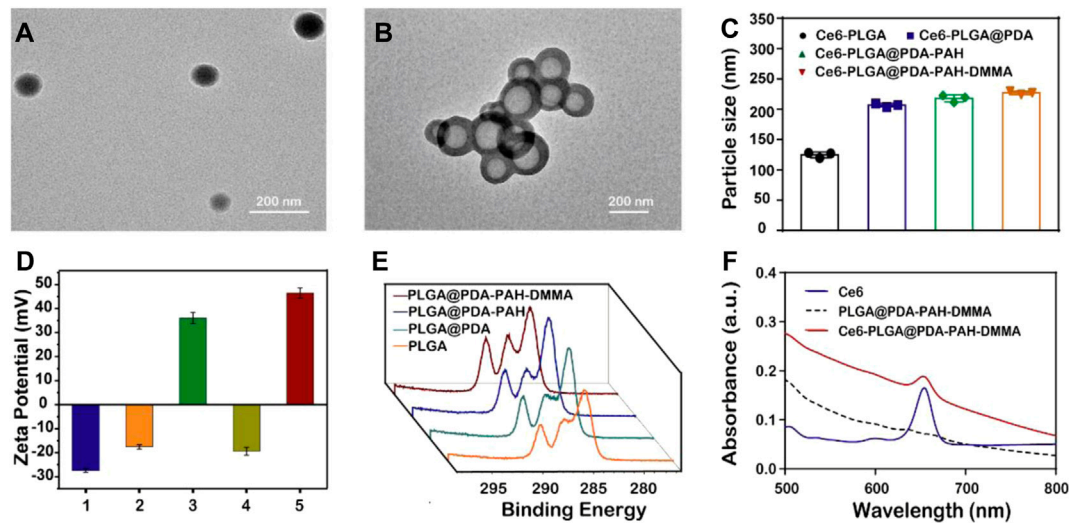 A
200 nm
B
200 nm
C
Particle size (nm)
350
300
250
200
150
100
50
0
Ce6-PLGA
Ce6-PLGA@PDA
Ce6-PLGA@PDA-PAH
Ce6-PLGA@PDA-PAH-DMMA
D
Zeta Potential (mV)
50
40
30
20
10
0
-10
-20
-30
1 2 3 4 5
E
PLGA@PDA-PAH-DMMA
PLGA@PDA-PAH
PLGA@PDA
PLGA
295 290 285 280
Binding Energy
F
Absorbance (a.u.)
0.4
0.3
0.2
0.1
0.0
Ce6
PLGA@PDA-PAH-DMMA
Ce6-PLGA@PDA-PAH-DMMA
500 600 700 800
Wavelength (nm)